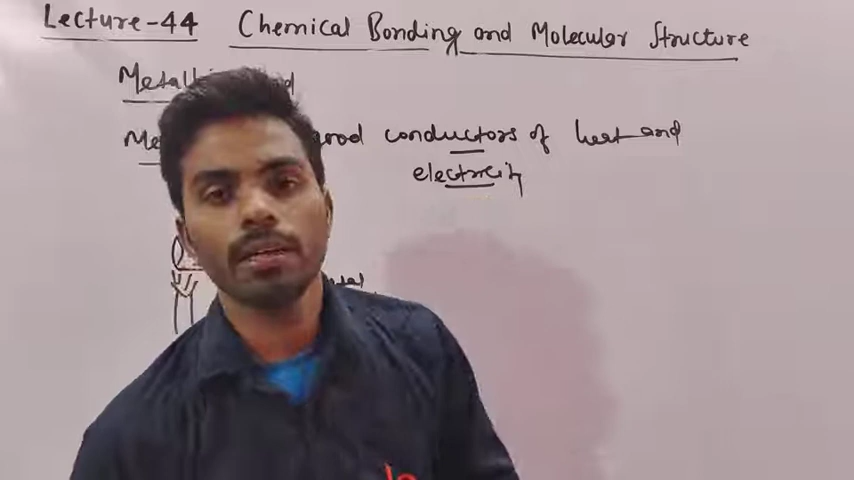 Lecture-44 Chemical Bonding and Molecular Structure
good conductors of heat and
electricity